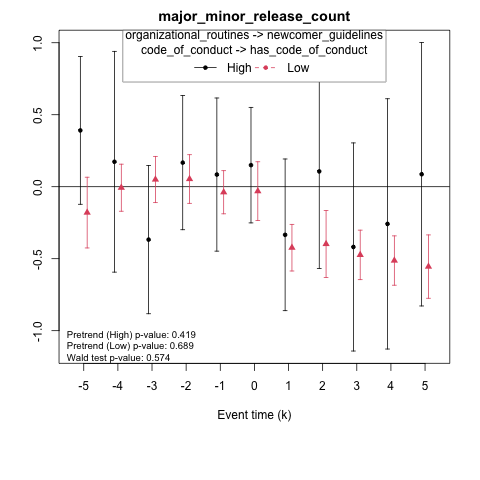 major_minor_release_count
organizational_routines -> newcomer_guidelines
code_of_conduct -> has_code_of_conduct
High Low
1.0
0.5
0.0
-0.5
-1.0
Pretrend (High) p-value: 0.419
Pretrend (Low) p-value: 0.689
Wald test p-value: 0.574
-5 -4 -3 -2 -1 0 1 2 3 4 5
Event time (k)